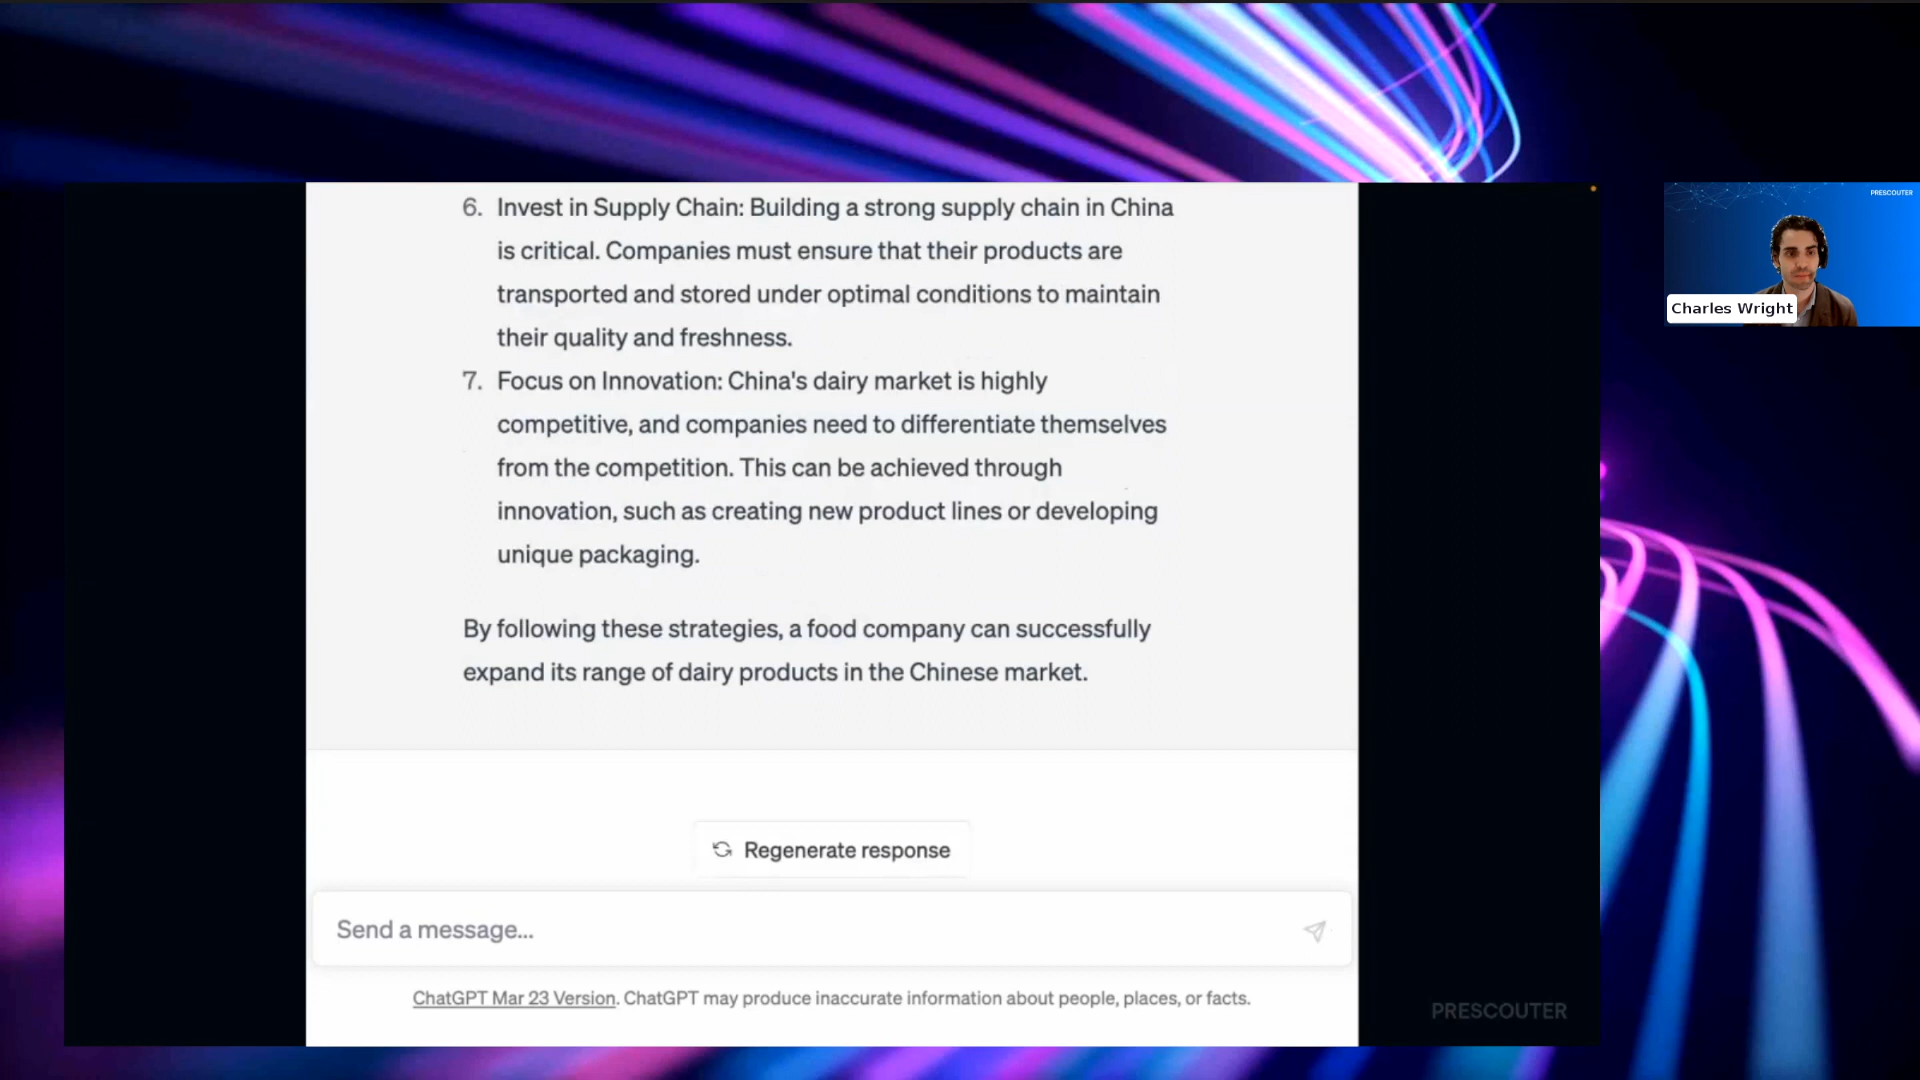 6. Invest in Supply Chain: Building a strong supply chain in China
is critical. Companies must ensure that their products are
transported and stored under optimal conditions to maintain
their quality and freshness.
7. Focus on Innovation: China's dairy market is highly
competitive, and companies need to differentiate themselves
from the competition. This can be achieved through
innovation, such as creating new product lines or developing
unique packaging.
By following these strategies, a food company can successfully
expand its range of dairy products in the Chinese market.
Regenerate response
Send a message...
ChatGPT Mar 23 Version. ChatGPT may produce inaccurate information about people, places, or facts.
PRESCOUTER
PRESCOUTER
Charles Wright